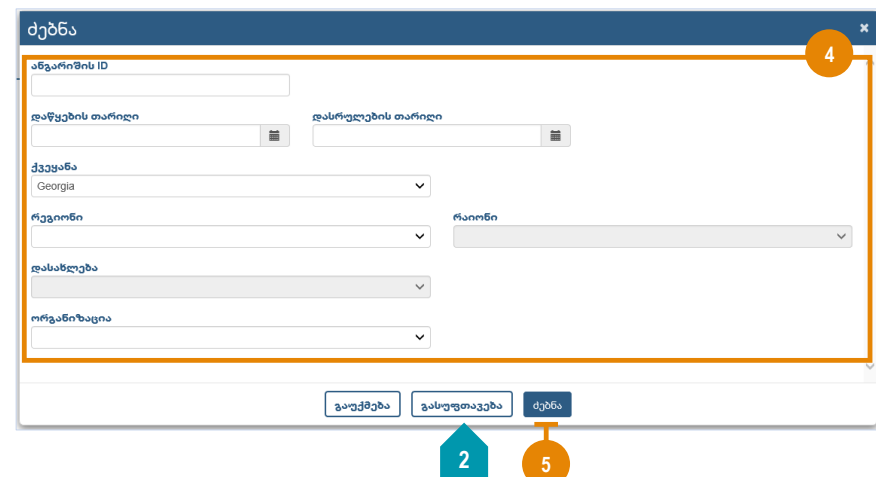 ძებნა
4
ანგარიშის ID
დაწყების თარიღი დასრულების თარიღი
ქვეყანა
Georgia
რეგიონი რაიონი
დასახლება
ორგანიზაცია
გაუქმება გასუფთავება ძებნა
2 5